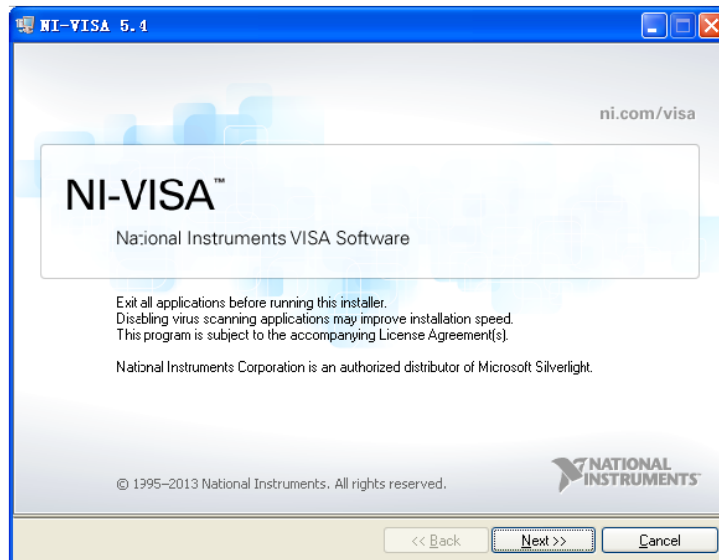 NI-VISA 5.4
ni.com/visa
NI-VISA™
National Instruments VISA Software
Exit all applications before running this installer.
Disabling virus scanning applications may improve installation speed.
This program is subject to the accompanying License Agreement(s).
National Instruments Corporation is an authorized distributor of Microsoft Silverlight.
© 1995–2013 National Instruments. All rights reserved.
NATIONAL
INSTRUMENTS™
<< Back Next >> Cancel